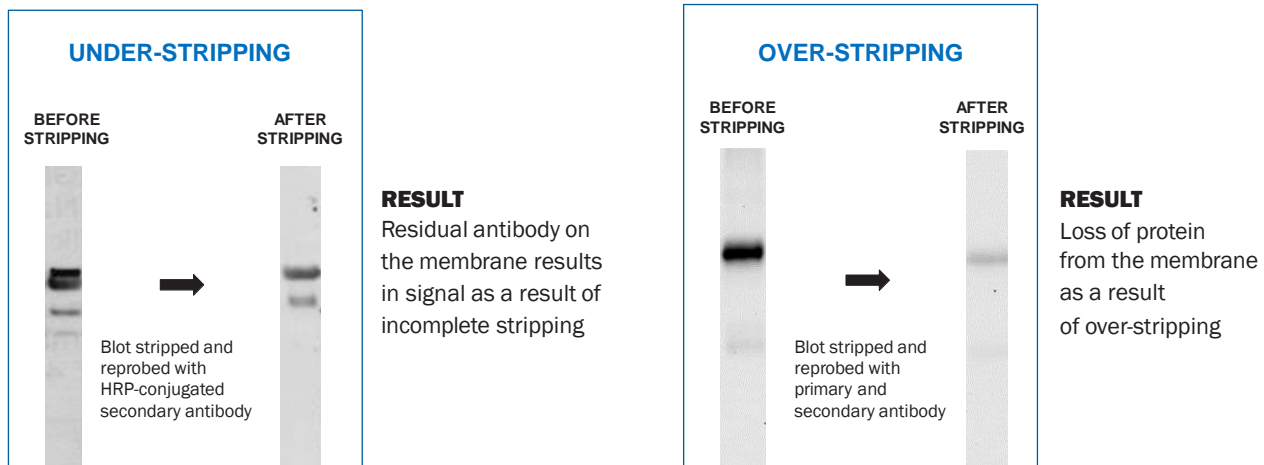 UNDER-STRIPPING
BEFORE
STRIPPING
AFTER
STRIPPING
Blot stripped and
reprobed with
HRP-conjugated
secondary antibody
RESULT
Residual antibody on
the membrane results
in signal as a result of
incomplete stripping
OVER-STRIPPING
BEFORE
STRIPPING
AFTER
STRIPPING
Blot stripped and
reprobed with
primary and
secondary antibody
RESULT
Loss of protein
from the membrane
as a result
of over-stripping